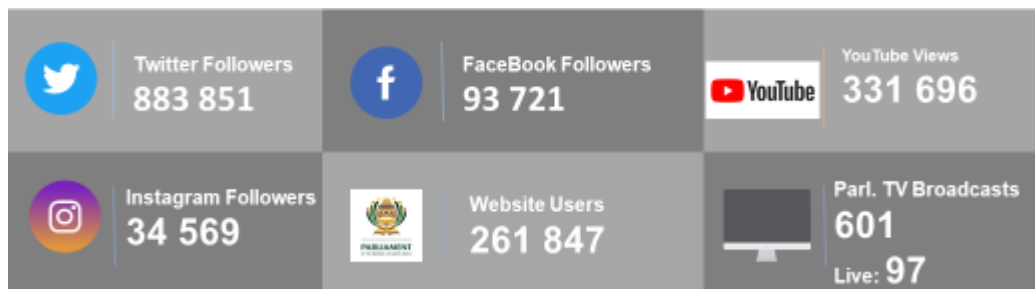 Twitter Followers
883 851
FaceBook Followers
93 721
YouTube
YouTube Views
331 696
Instagram Followers
34 569
PARLIAMENT
Website Users
261 847
Parl. TV Broadcasts
601
Live: 97